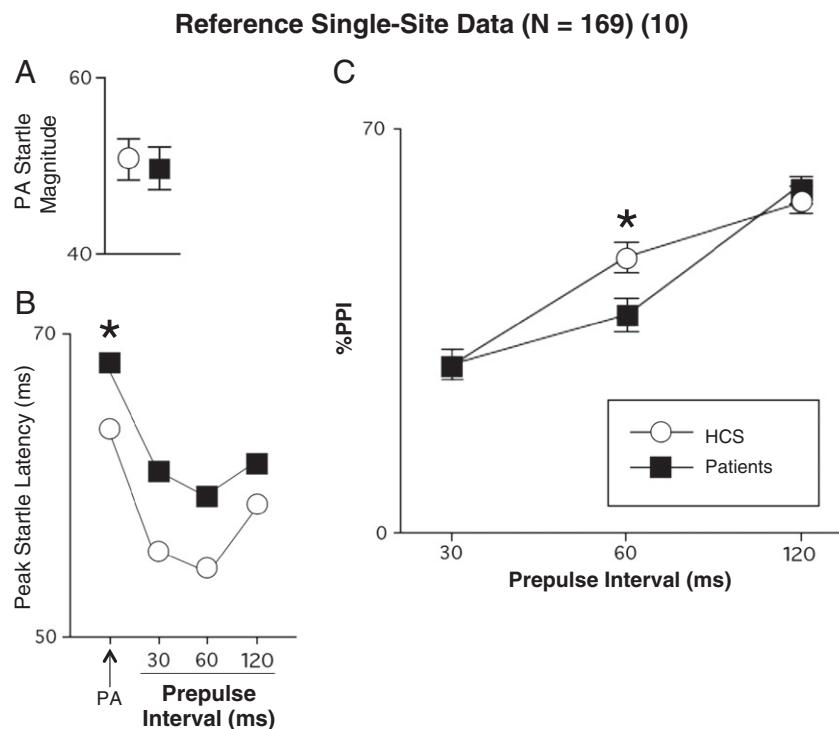 Reference Single-Site Data (N = 169) (10)
A
60
PA Startle
Magnitude
40
B
*
70
Peak Startle Latency (ms)
50
30 60 120
PA
Prepulse
Interval (ms)
C
70
*
%PPI
HCS
Patients
0
30 60 120
Prepulse Interval (ms)